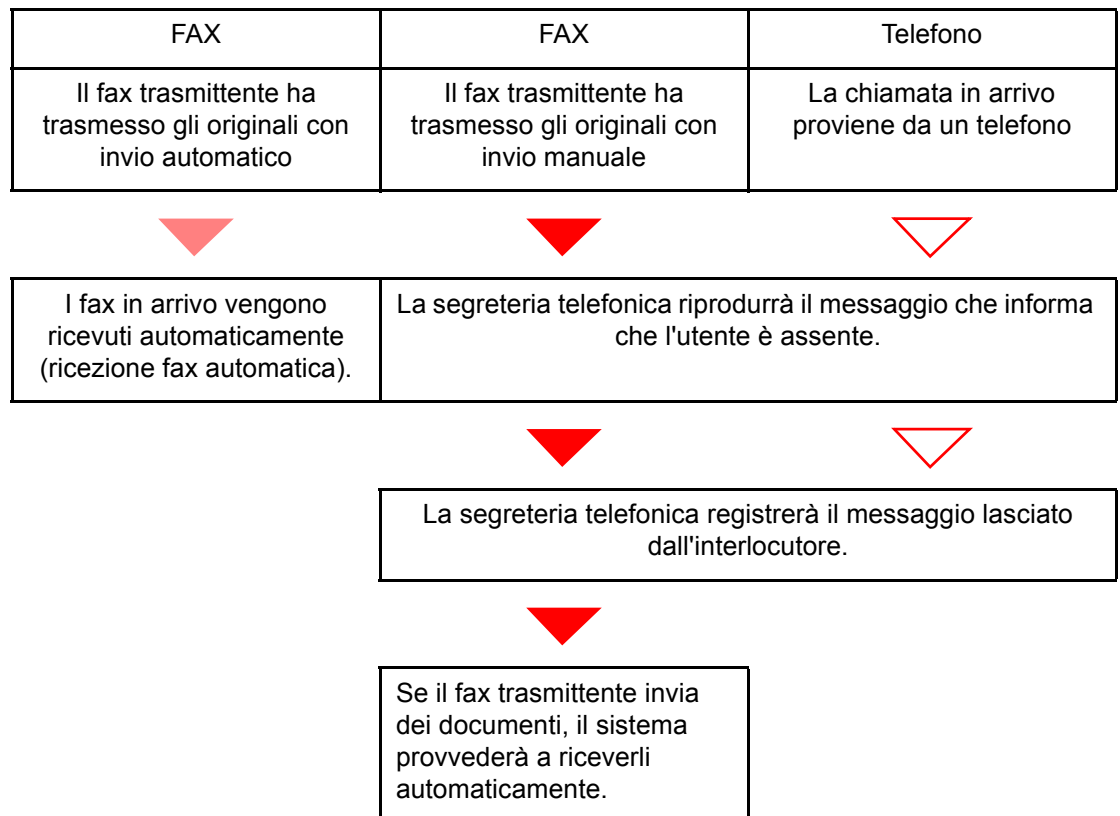 FAX
FAX
Telefono
Il fax trasmittente ha
trasmesso gli originali con
invio automatico
Il fax trasmittente ha
trasmesso gli originali con
invio manuale
La chiamata in arrivo
proviene da un telefono
I fax in arrivo vengono
ricevuti automaticamente
(ricezione fax automatica).
La segreteria telefonica riprodurrà il messaggio che informa
che l'utente è assente.
La segreteria telefonica registrerà il messaggio lasciato
dall'interlocutore.
Se il fax trasmittente invia
dei documenti, il sistema
provvederà a riceverli
automaticamente.